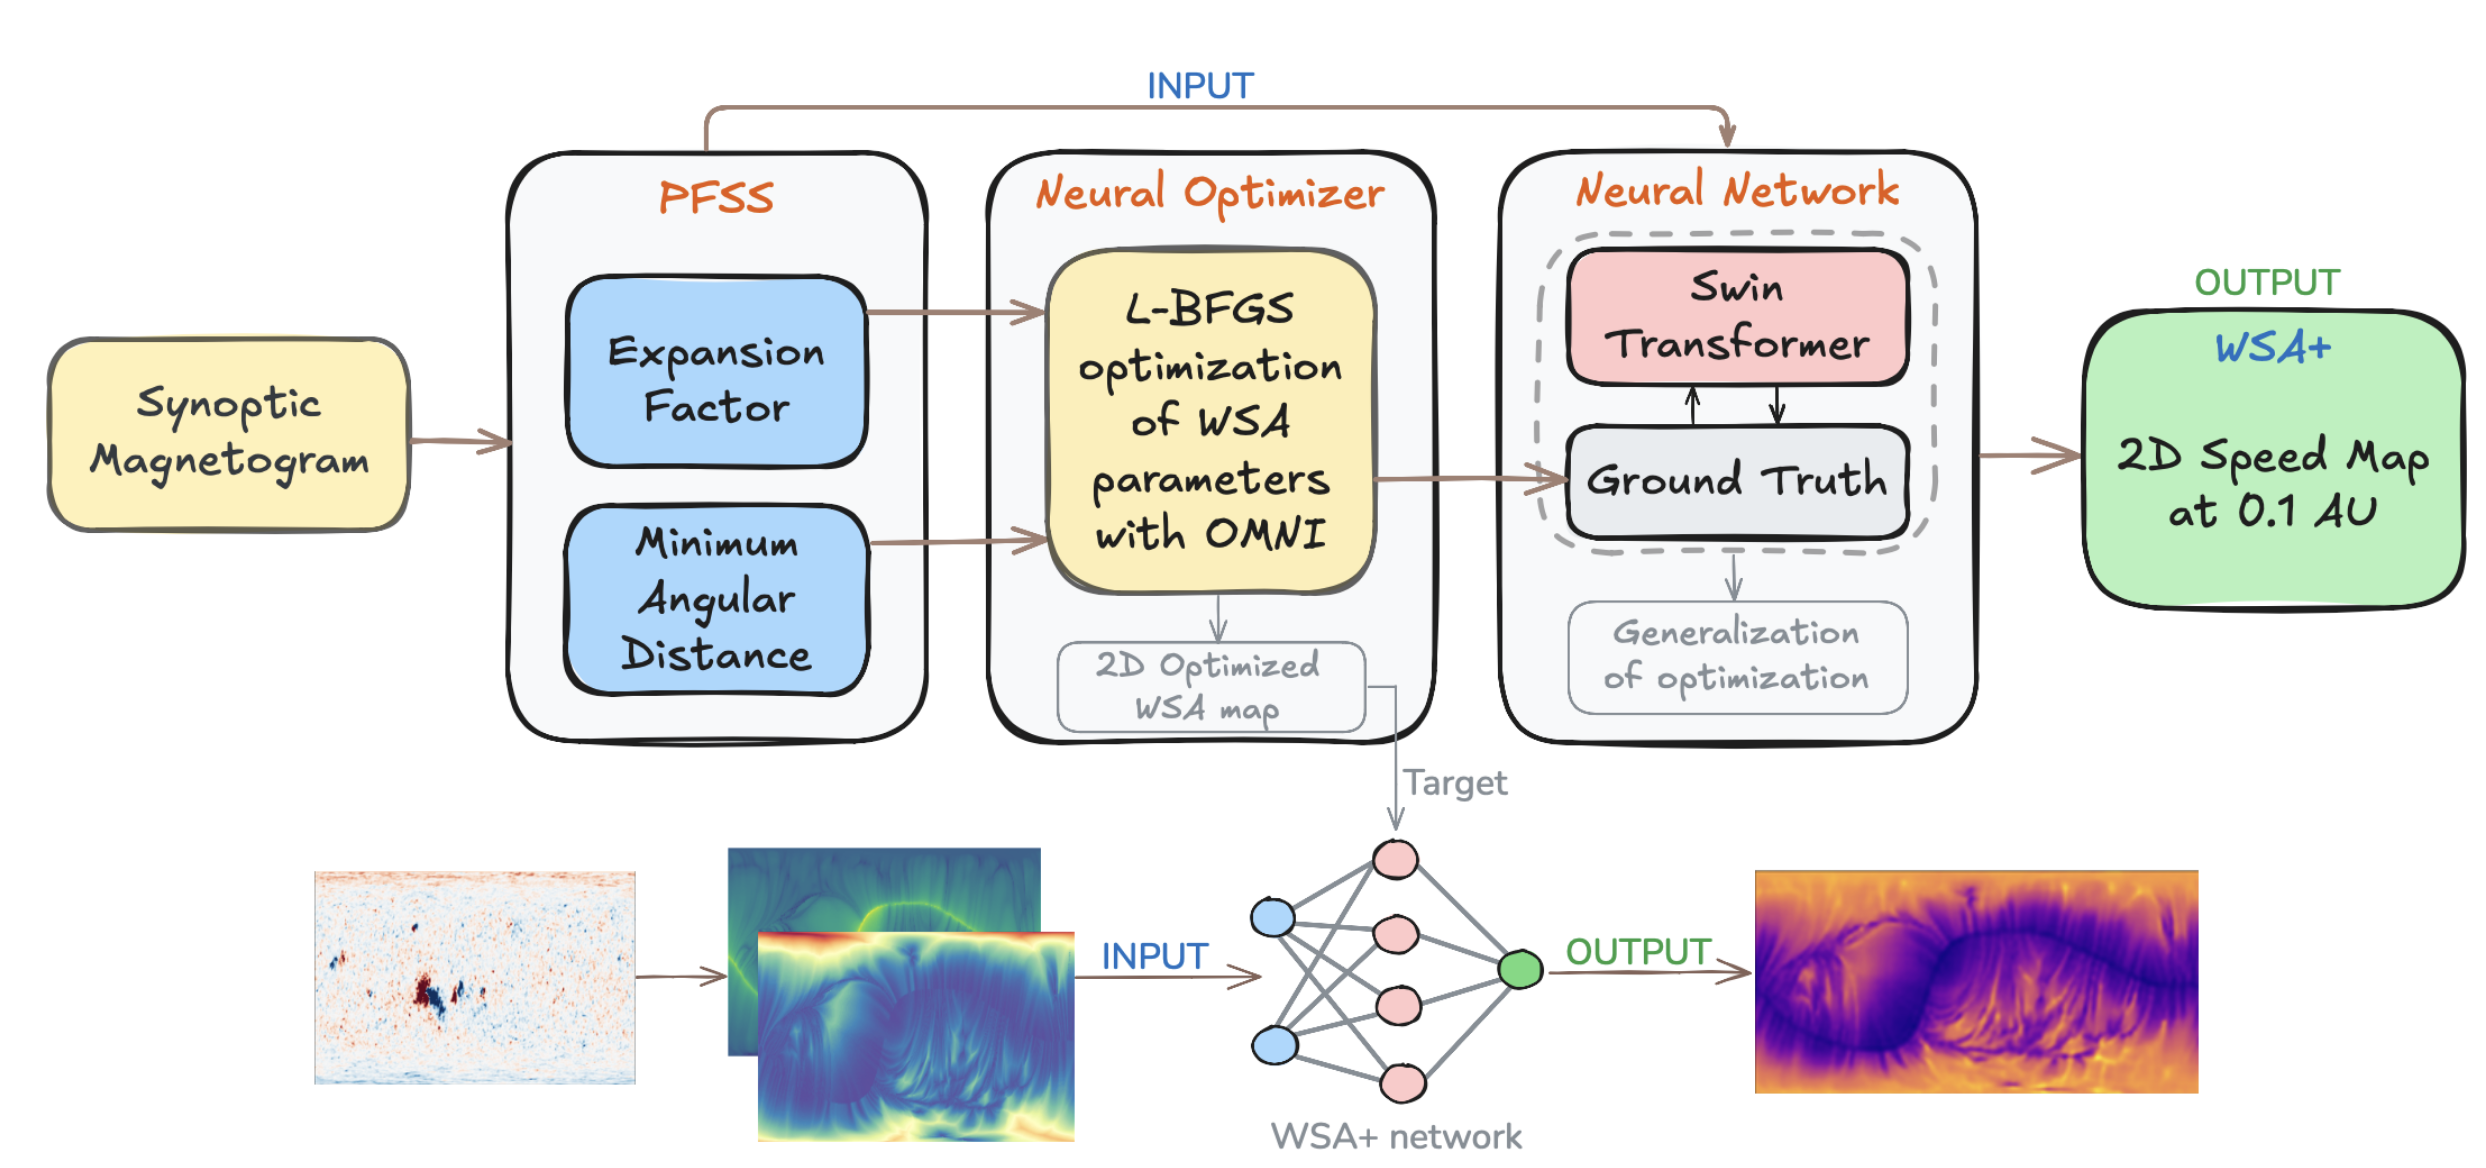 INPUT
Synoptic
Magnetogram
PFSS
Expansion
Factor
Minimum
Angular
Distance
Neural Optimizer
L-BFGS
optimization
of WSA
parameters
with OMNI
2D Optimized
WSA map
Neural Network
Swin
Transformer
Ground Truth
Generalization
of optimization
OUTPUT
WSA+
2D Speed Map
at 0.1 AU
Target
INPUT
OUTPUT
WSA+ network